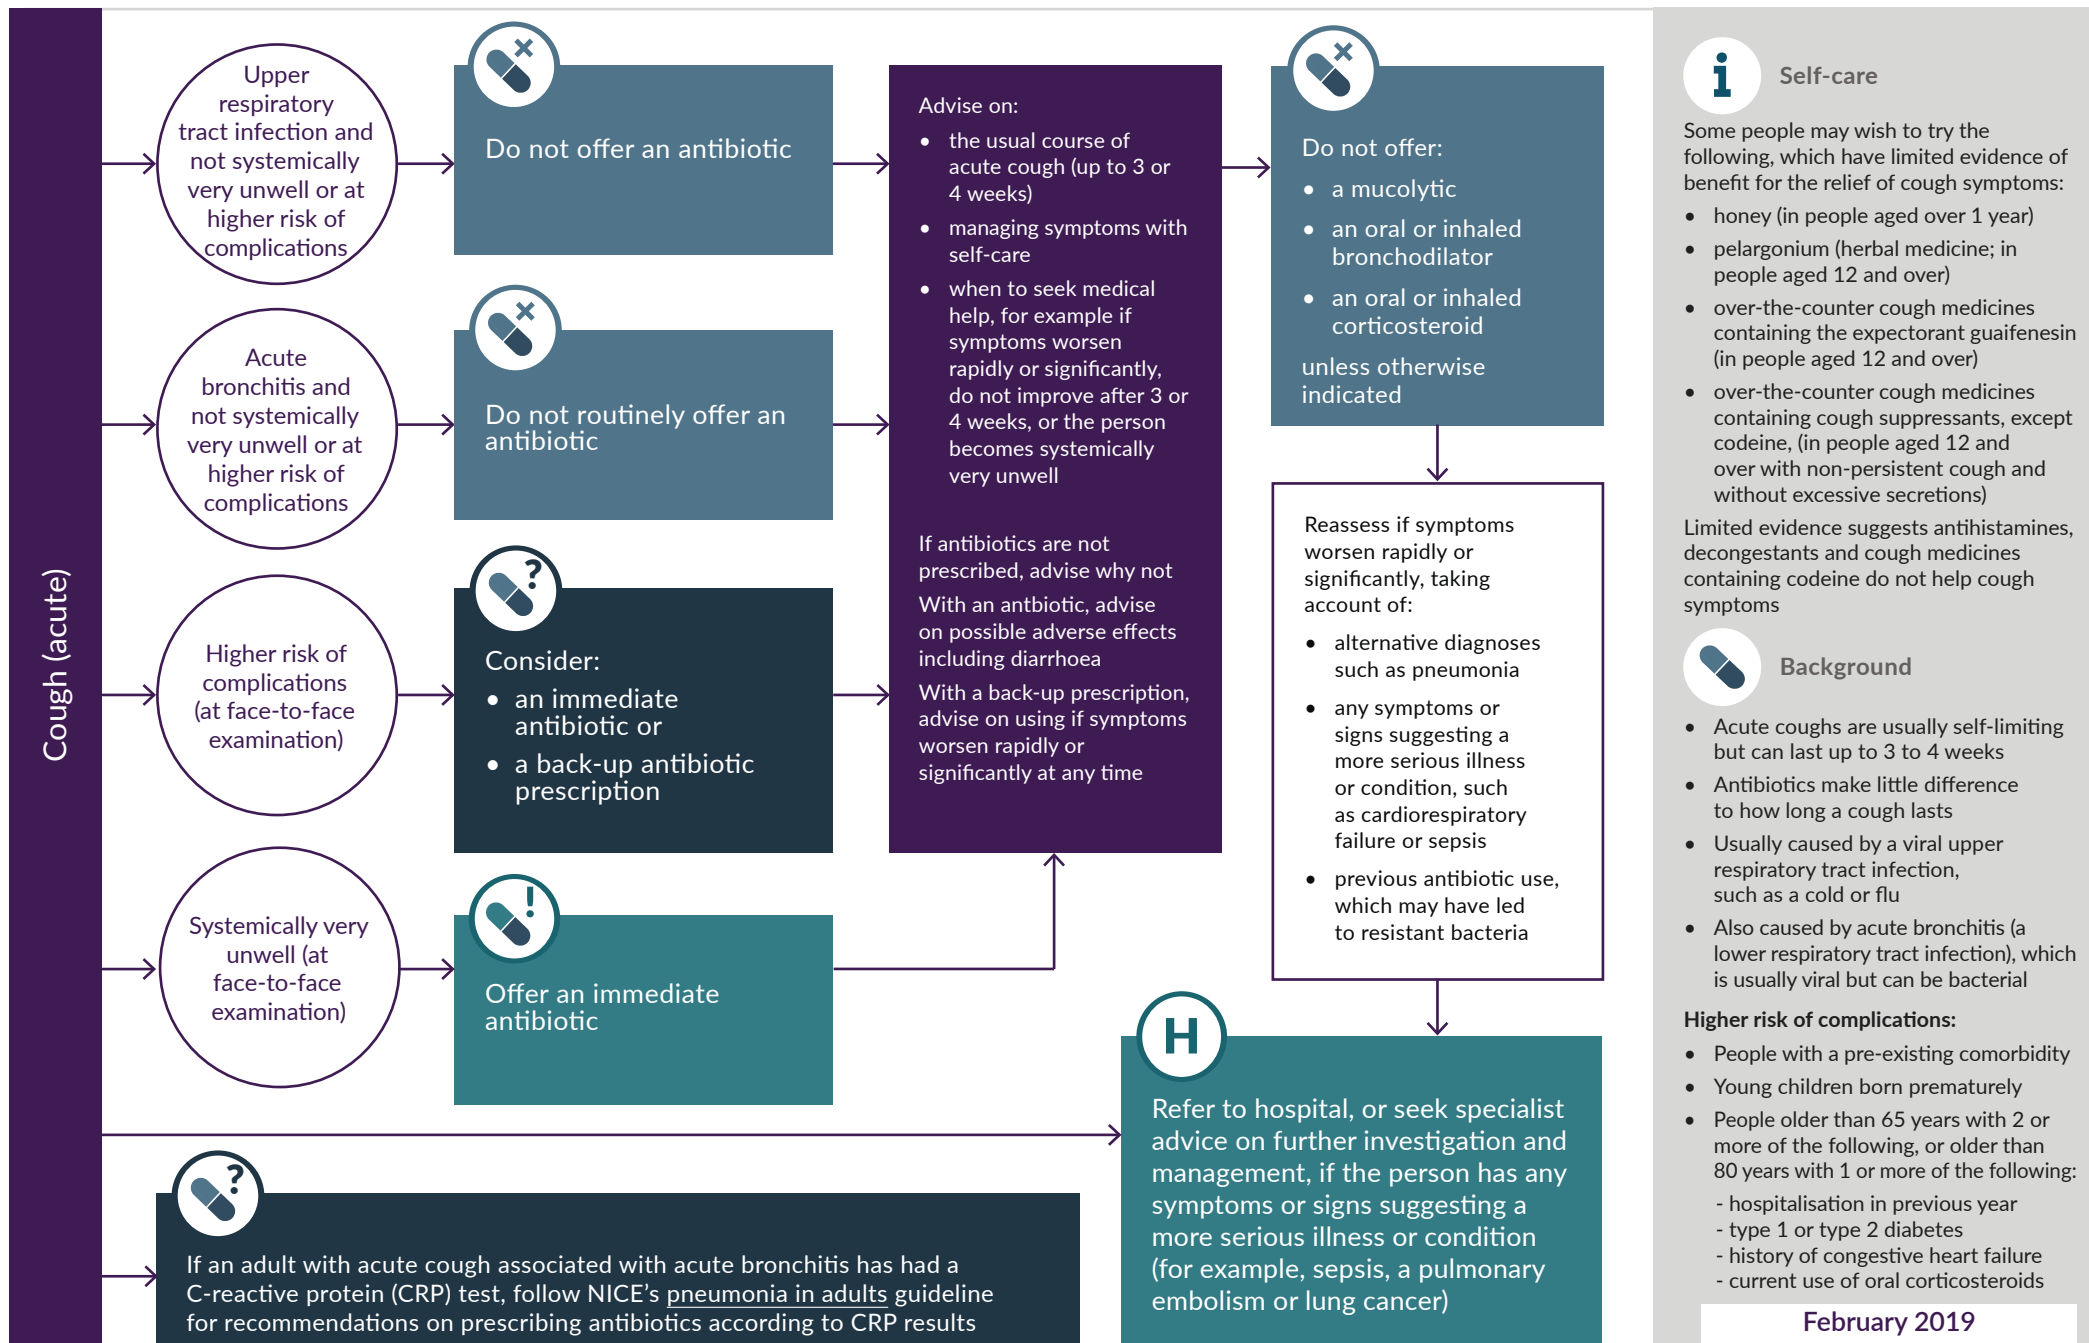 Cough (acute)
Upper
respiratory
tract infection and
not systemically
very unwell or at
higher risk of
complications
Do not offer an antibiotic
Acute
bronchitis and
not systemically
very unwell or at
higher risk of
complications
Do not routinely offer an
antibiotic
Higher risk of
complications
(at face-to-face
examination)
?
Consider:
• an immediate
antibiotic or
• a back-up antibiotic
prescription
Systemically very
unwell (at
face-to-face
examination)
!
Offer an immediate
antibiotic
Advise on:
• the usual course of
acute cough (up to 3 or
4 weeks)
• managing symptoms with
self-care
• when to seek medical
help, for example if
symptoms worsen
rapidly or significantly,
do not improve after 3 or
4 weeks, or the person
becomes systemically
very unwell
If antibiotics are not
prescribed, advise why not
With an antbiotic, advise
on possible adverse effects
including diarrhoea
With a back-up prescription,
advise on using if symptoms
worsen rapidly or
significantly at any time
Do not offer:
• a mucolytic
• an oral or inhaled
bronchodilator
• an oral or inhaled
corticosteroid
unless otherwise
indicated
Reassess if symptoms
worsen rapidly or
significantly, taking
account of:
• alternative diagnoses
such as pneumonia
• any symptoms or
signs suggesting a
more serious illness
or condition, such
as cardiorespiratory
failure or sepsis
• previous antibiotic use,
which may have led
to resistant bacteria
H
Refer to hospital, or seek specialist
advice on further investigation and
management, if the person has any
symptoms or signs suggesting a
more serious illness or condition
(for example, sepsis, a pulmonary
embolism or lung cancer)
?
If an adult with acute cough associated with acute bronchitis has had a
C-reactive protein (CRP) test, follow NICE's pneumonia in adults guideline
for recommendations on prescribing antibiotics according to CRP results
i
Self-care
Some people may wish to try the
following, which have limited evidence of
benefit for the relief of cough symptoms:
• honey (in people aged over 1 year)
• pelargonium (herbal medicine; in
people aged 12 and over)
• over-the-counter cough medicines
containing the expectorant guaifenesin
(in people aged 12 and over)
• over-the-counter cough medicines
containing cough suppressants, except
codeine, (in people aged 12 and
over with non-persistent cough and
without excessive secretions)
Limited evidence suggests antihistamines,
decongestants and cough medicines
containing codeine do not help cough
symptoms
Background
• Acute coughs are usually self-limiting
but can last up to 3 to 4 weeks
• Antibiotics make little difference
to how long a cough lasts
• Usually caused by a viral upper
respiratory tract infection,
such as a cold or flu
• Also caused by acute bronchitis (a
lower respiratory tract infection), which
is usually viral but can be bacterial
Higher risk of complications:
• People with a pre-existing comorbidity
• Young children born prematurely
• People older than 65 years with 2 or
more of the following, or older than
80 years with 1 or more of the following:
- hospitalisation in previous year
- type 1 or type 2 diabetes
- history of congestive heart failure
- current use of oral corticosteroids
February 2019